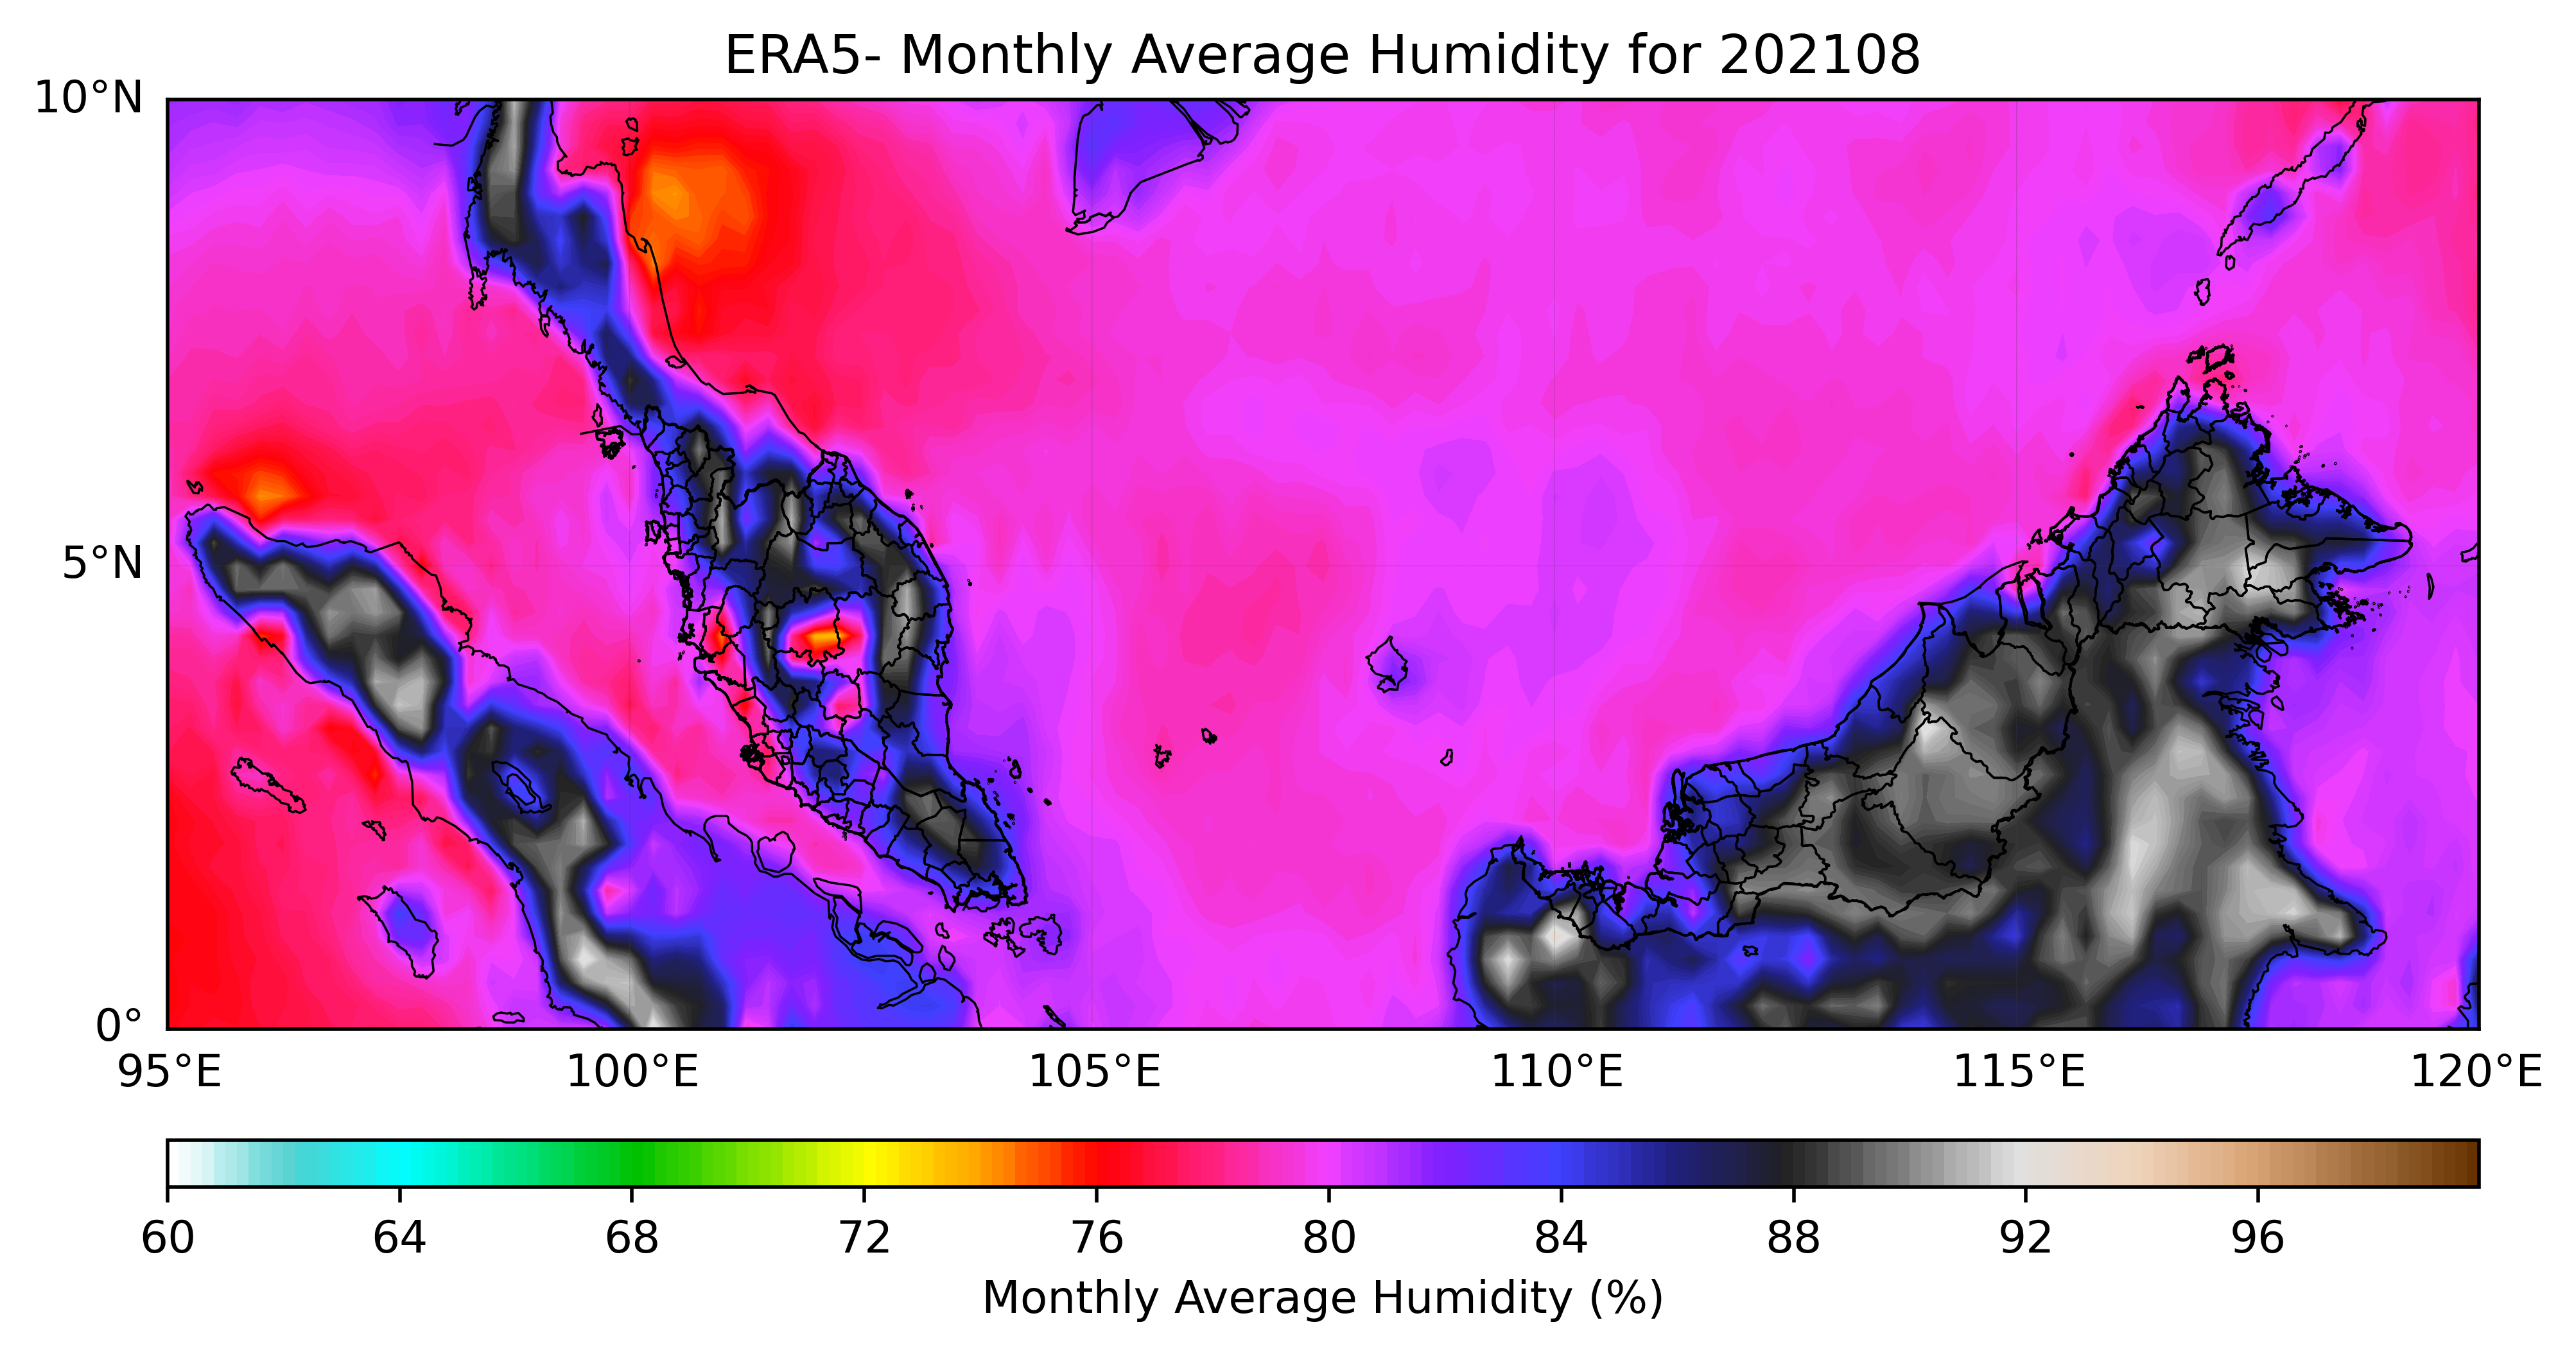 ERA5- Monthly Average Humidity for 202108
10°N
5°N
0°
95°E 100°E 105°E 110°E 115°E 120°E
60 64 68 72 76 80 84 88 92 96
Monthly Average Humidity (%)